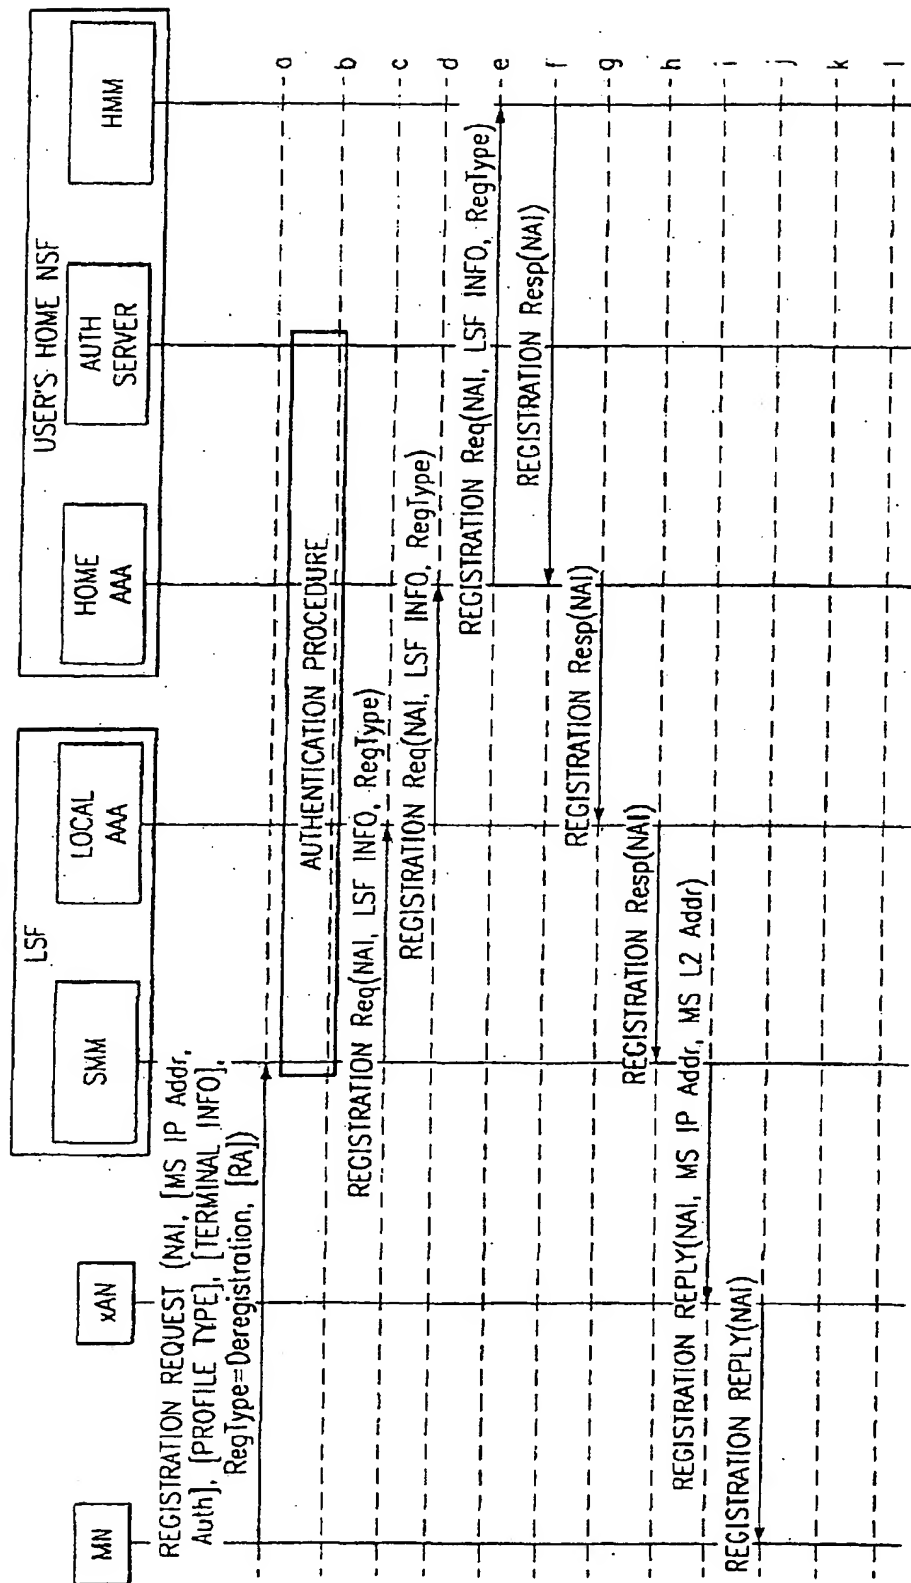 USER'S HOME NSF
LSF
MN
xAN
SMM
LOCAL
AAA
HOME
AAA
AUTH
SERVER
HMM
REGISTRATION REQUEST (NAI, [MS IP Addr,
Auth], [PROFILE TYPE], [TERMINAL INFO],
RegType=Deregistration, [RA])
a
AUTHENTICATION PROCEDURE
b
REGISTRATION Req(NAI, LSF INFO, RegType)
c
REGISTRATION Req(NAI, LSF INFO, RegType)
d
REGISTRATION Req(NAI, LSF INFO, RegType)
e
REGISTRATION Resp(NAI)
f
REGISTRATION Resp(NAI)
g
REGISTRATION Resp(NAI)
h
REGISTRATION REPLY(NAI, MS IP Addr, MS L2 Addr)
i
REGISTRATION REPLY(NAI)
j
k
l